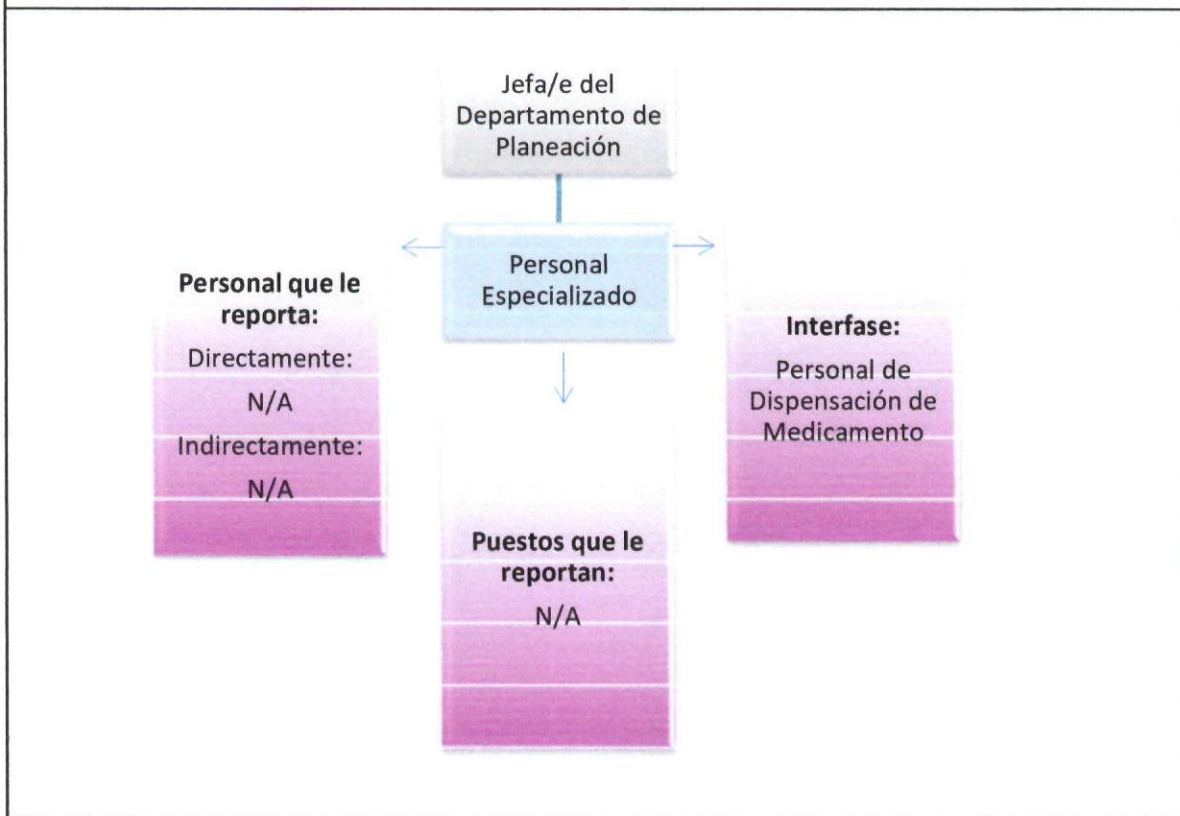 Jefa/e del
Departamento de
Planeación
Personal
Especializado
Personal que le
reporta:
Directamente:
N/A
Indirectamente:
N/A
Interfase:
Personal de
Dispensación de
Medicamento
Puestos que le
reportan:
N/A